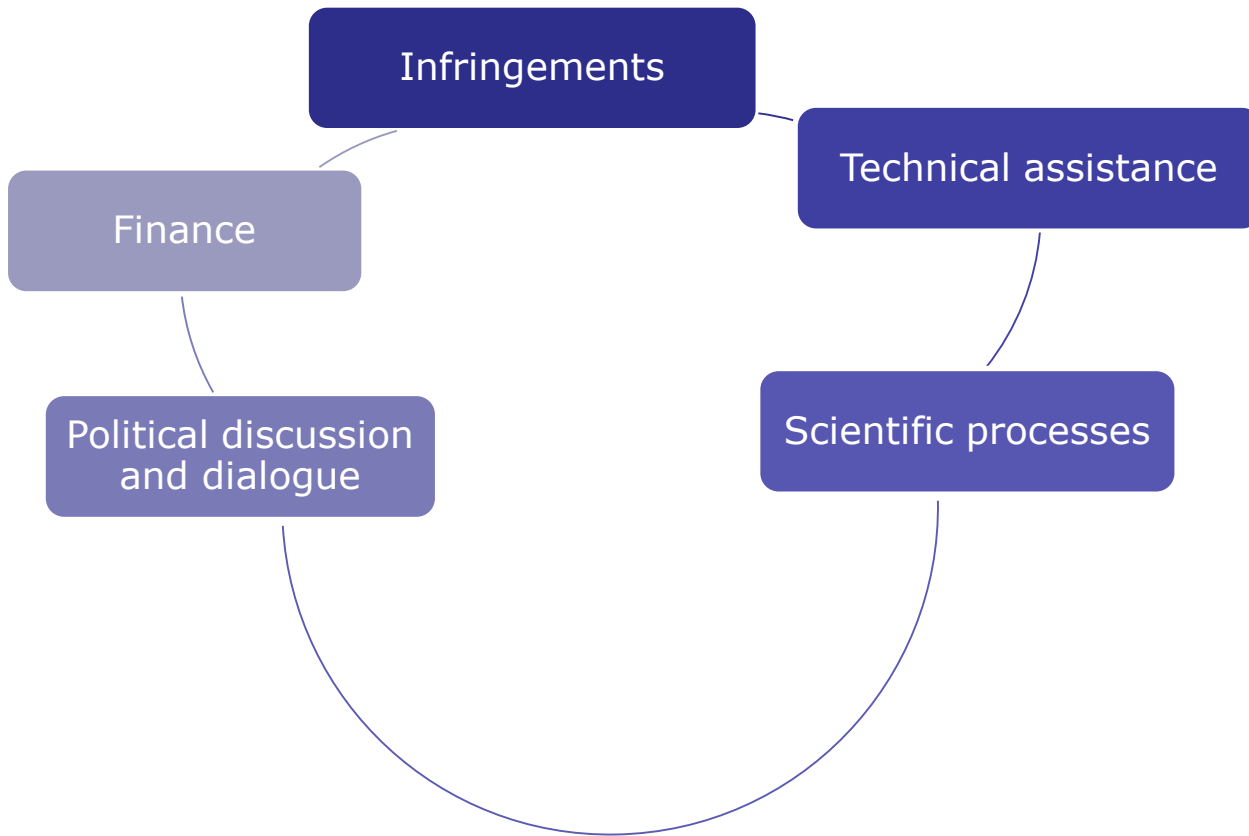 Infringements
Technical assistance
Finance
Political discussion
and dialogue
Scientific processes